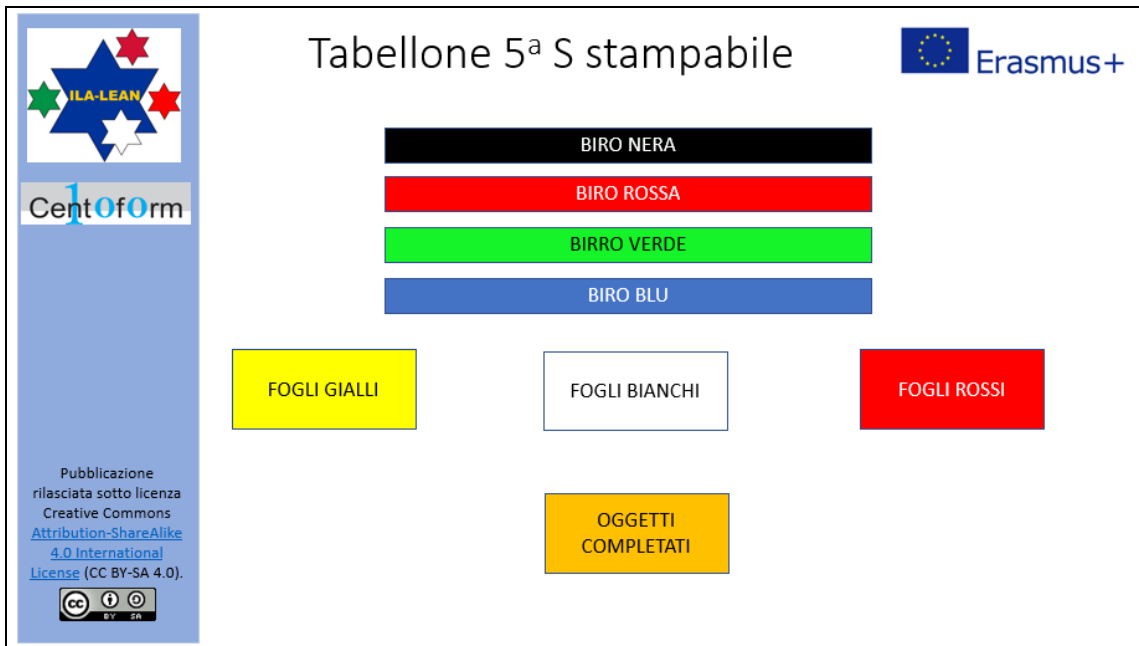 ILA-LEAN
Tabellone 5ª S stampabile
Erasmus+
Cent10f0rm
BIRO NERA
BIRO ROSSA
BIRRO VERDE
BIRO BLU
FOGLI GIALLI
FOGLI BIANCHI
FOGLI ROSSI
OGGETTI
COMPLETATI
Pubblicazione
rilasciata sotto licenza
Creative Commons
Attribution-ShareAlike
4.0 International
License (CC BY-SA 4.0).
cc
BY SA